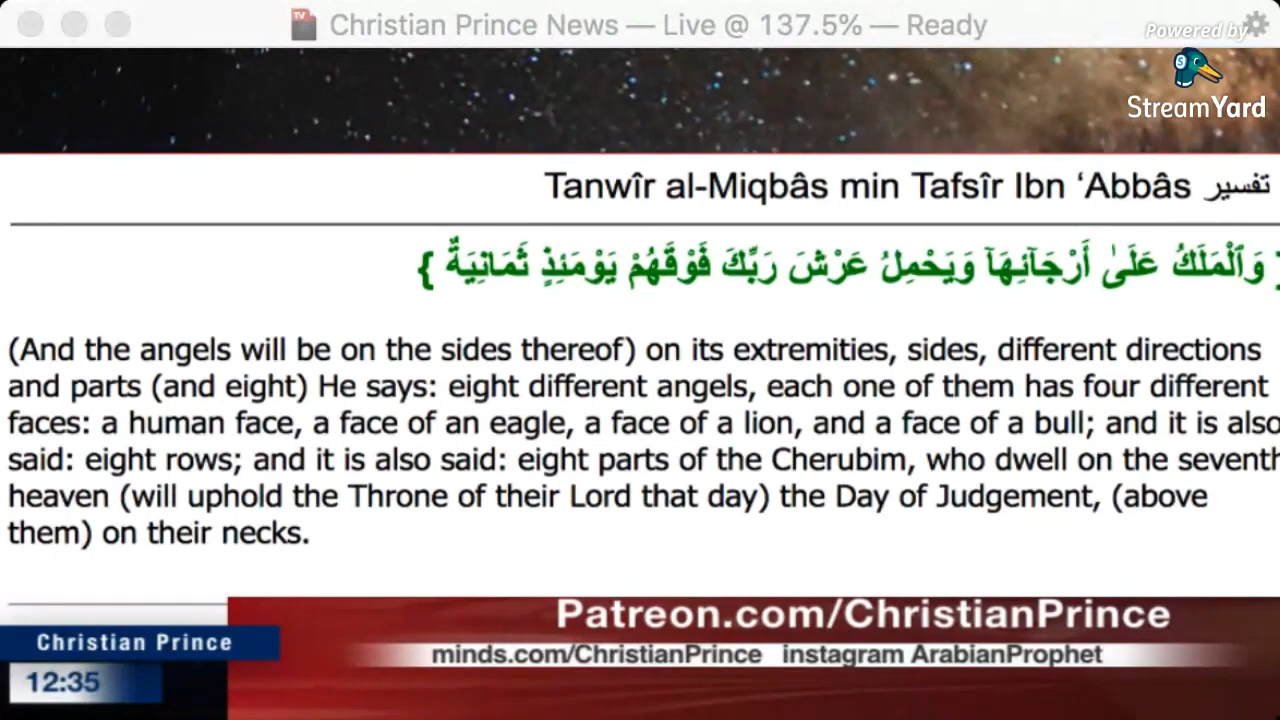 Christian Prince News — Live @ 137.5% — Ready
Powered by
StreamYard
Tanwîr al-Miqbâs min Tafsîr Ibn ‘Abbâs تفسير
وَٱلْمَلَكُ عَلَىٰ أَرْجَآئِهَآ وَيَحْمِلُ عَرْشَ رَبِّكَ فَوْقَهُمْ يَوْمَئِذٍ ثَمَانِيَةٌ }
(And the angels will be on the sides thereof) on its extremities, sides, different directions
and parts (and eight) He says: eight different angels, each one of them has four different
faces: a human face, a face of an eagle, a face of a lion, and a face of a bull; and it is also
said: eight rows; and it is also said: eight parts of the Cherubim, who dwell on the seventh
heaven (will uphold the Throne of their Lord that day) the Day of Judgement, (above
them) on their necks.
Patreon.com/ChristianPrince
Christian Prince
minds.com/ChristianPrince instagram ArabianProphet
12:35